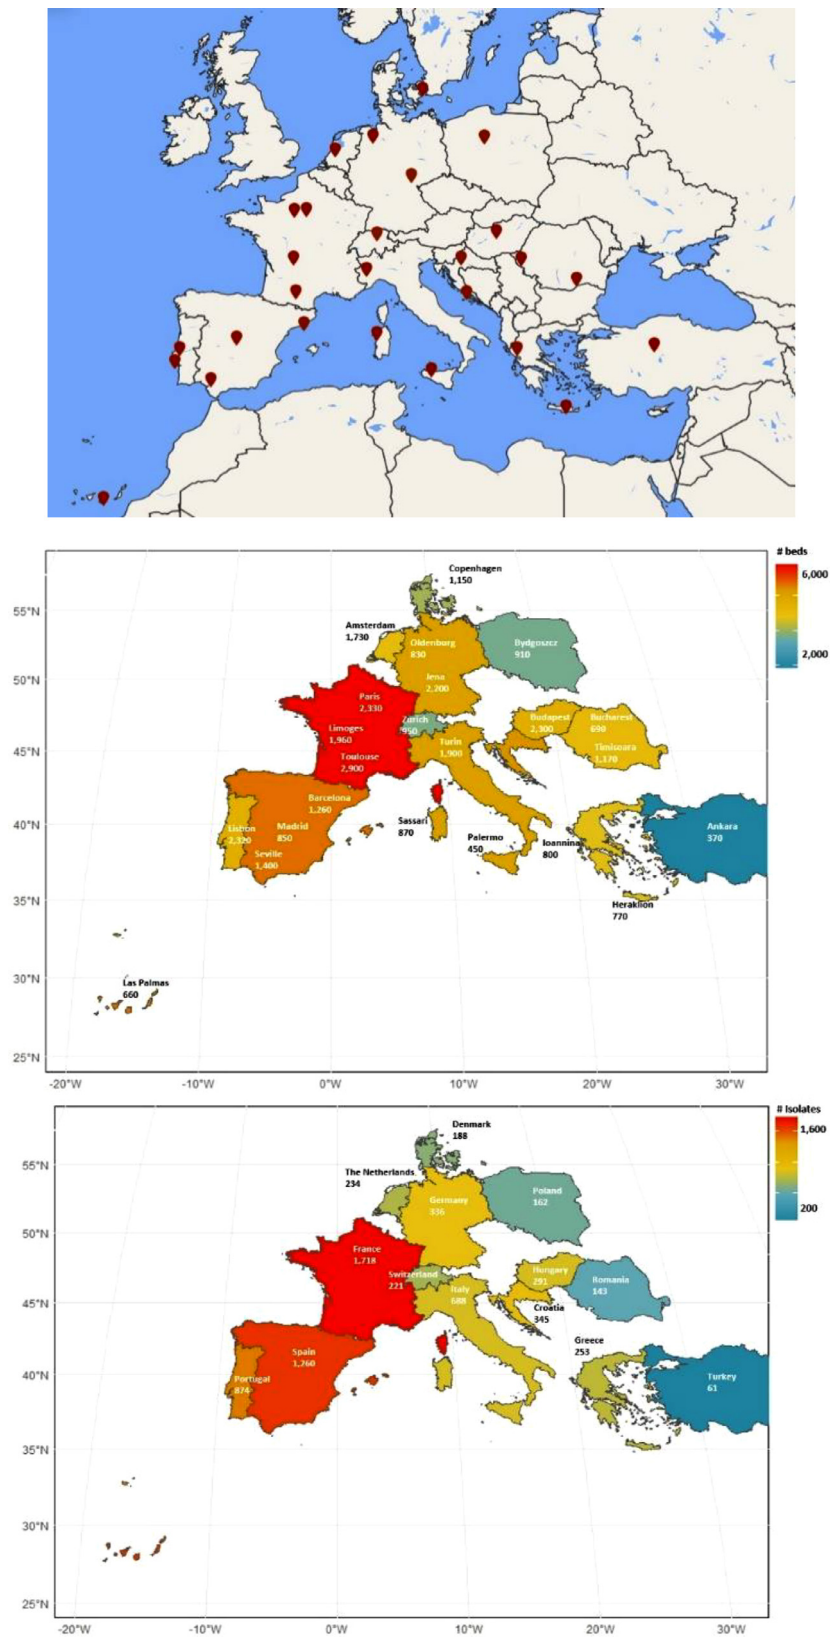 # beds
6,000
2,000
Copenhagen
1,150
55°N
Amsterdam
1,730
Oldenburg
830
Bydgoszcz
910
50°N
Jena
2,200
Paris
2,330
Zurich
950
Budapest
2,300
Bucharest
690
Limoges
1,960
Turin
1,900
Timisoara
1,170
45°N
Toulouse
2,900
Barcelona
1,260
Sassari
870
Lisbon
2,320
Madrid
850
Palermo
450
Ioannina
800
Ankara
370
40°N
Seville
1,400
35°N
Heraklion
770
30°N
Las Palmas
660
25°N
-20°W -10°W 0°W 10°W 20°W 30°W
# Isolates
1,600
200
Denmark
188
55°N
The Netherlands
234
Germany
336
Poland
162
50°N
France
1,718
Switzerland
221
Hungary
291
Romania
143
Italy
688
45°N
Croatia
345
Spain
1,260
Greece
253
Portugal
874
Turkey
61
40°N
35°N
30°N
25°N
-20°W -10°W 0°W 10°W 20°W 30°W